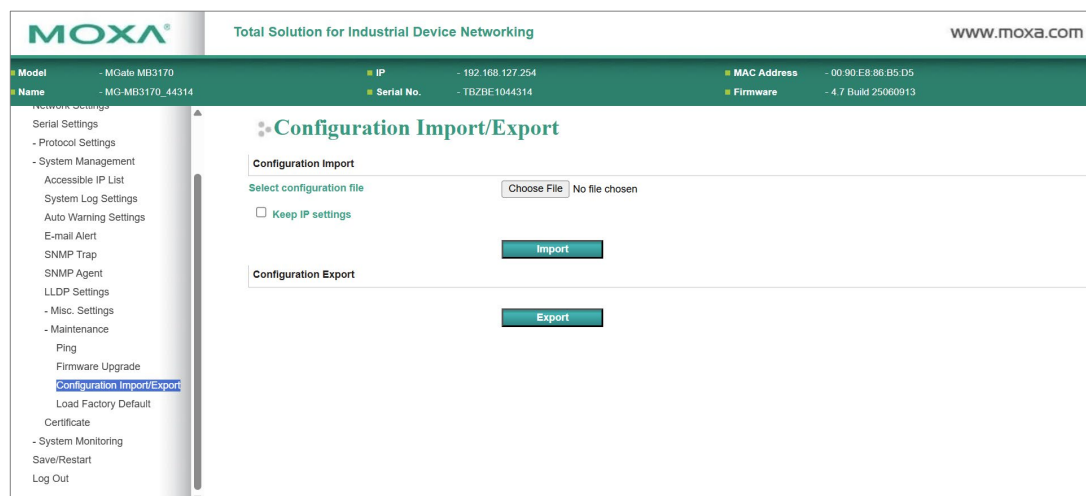 MOXA®
Total Solution for Industrial Device Networking
www.moxa.com
Model - MGate MB3170
IP - 192.168.127.254
MAC Address - 00:90:E8:86:B5:D5
Name - MG-MB3170_44314
Serial No. - TBZBE1044314
Firmware - 4.7 Build 25060913
Network Settings
Serial Settings
- Protocol Settings
- System Management
Accessible IP List
System Log Settings
Auto Warning Settings
E-mail Alert
SNMP Trap
SNMP Agent
LLDP Settings
- Misc. Settings
- Maintenance
Ping
Firmware Upgrade
Configuration Import/Export
Load Factory Default
Certificate
- System Monitoring
Save/Restart
Log Out
Configuration Import/Export
Configuration Import
Select configuration file Choose File No file chosen
Keep IP settings
Import
Configuration Export
Export